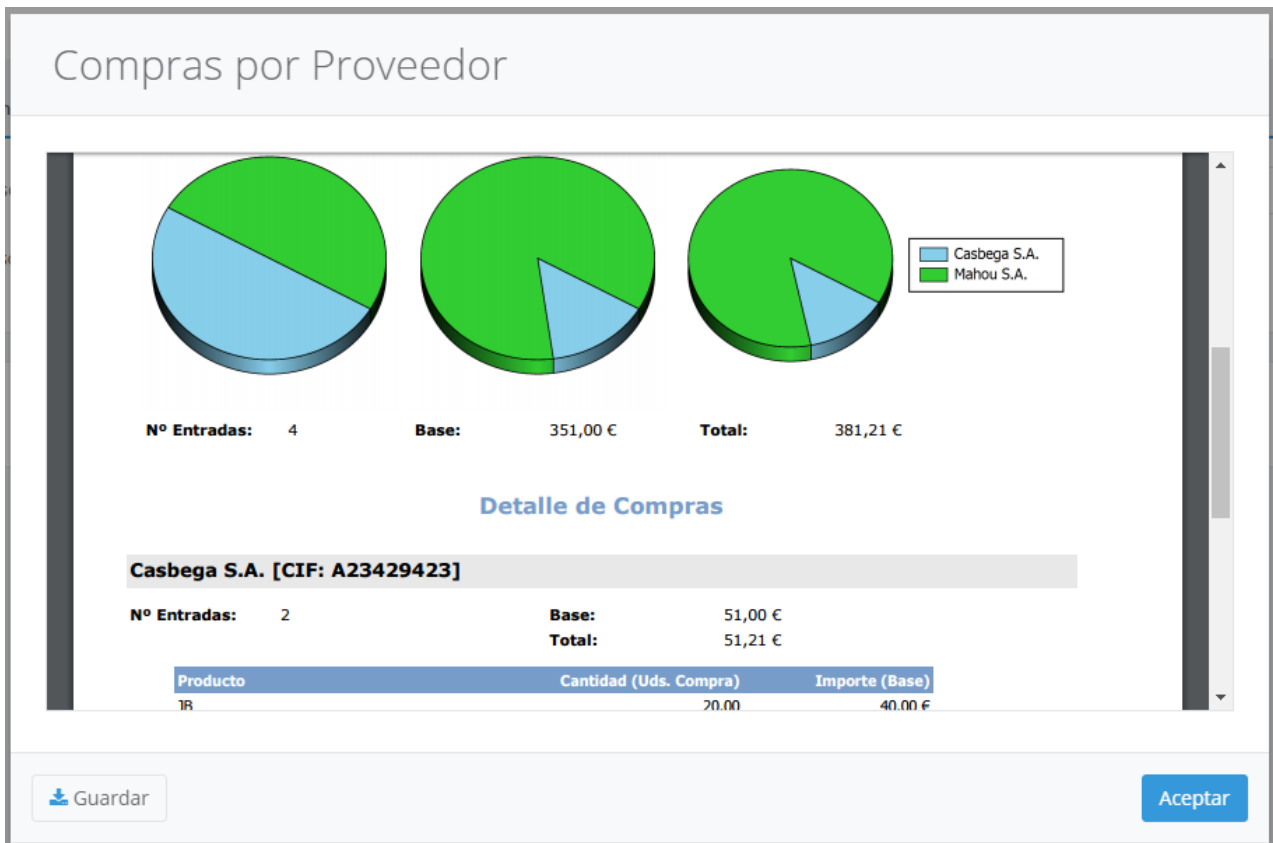 Compras por Proveedor
Casbega S.A.
Mahou S.A.
Nº Entradas: 4 Base: 351,00 € Total: 381,21 €
Detalle de Compras
Casbega S.A. [CIF: A23429423]
Nº Entradas: 2 Base: 51,00 €
Total: 51,21 €
Producto Cantidad (Uds. Compra) Importe (Base)
JB 20,00 40,00 €
Guardar Aceptar